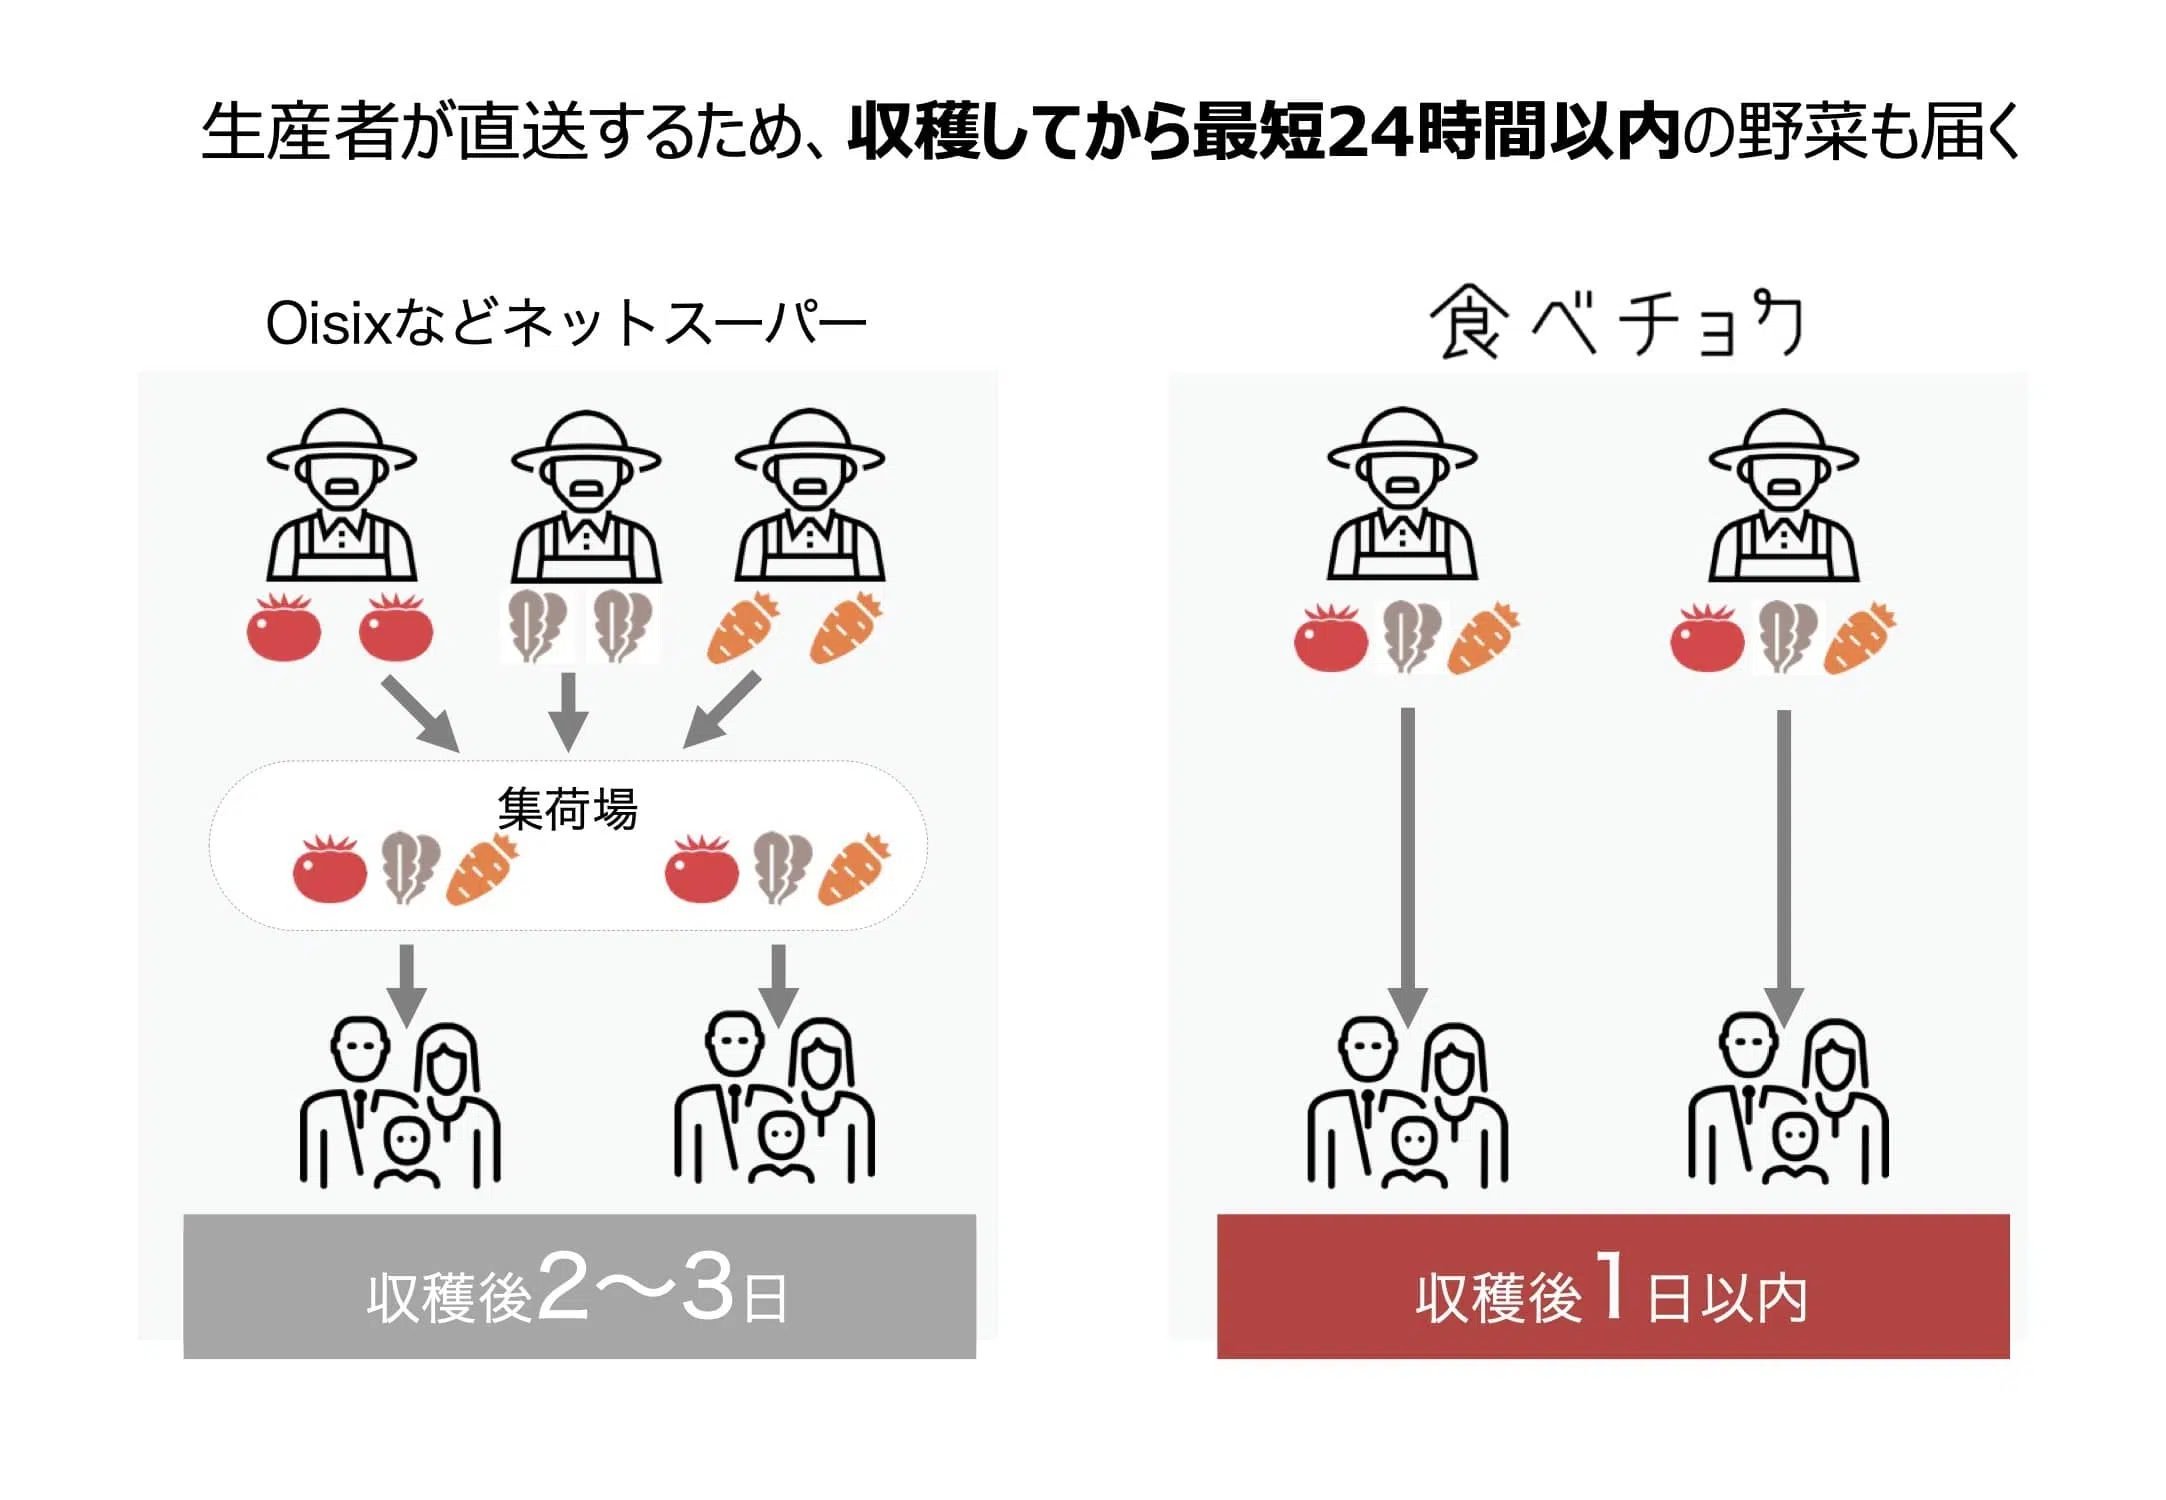 生産者が直送するため、収穫してから最短24時間以内の野菜も届く
Oisixなどネットスーパー
集荷場
収穫後2〜3日
食べチョク
収穫後1日以内